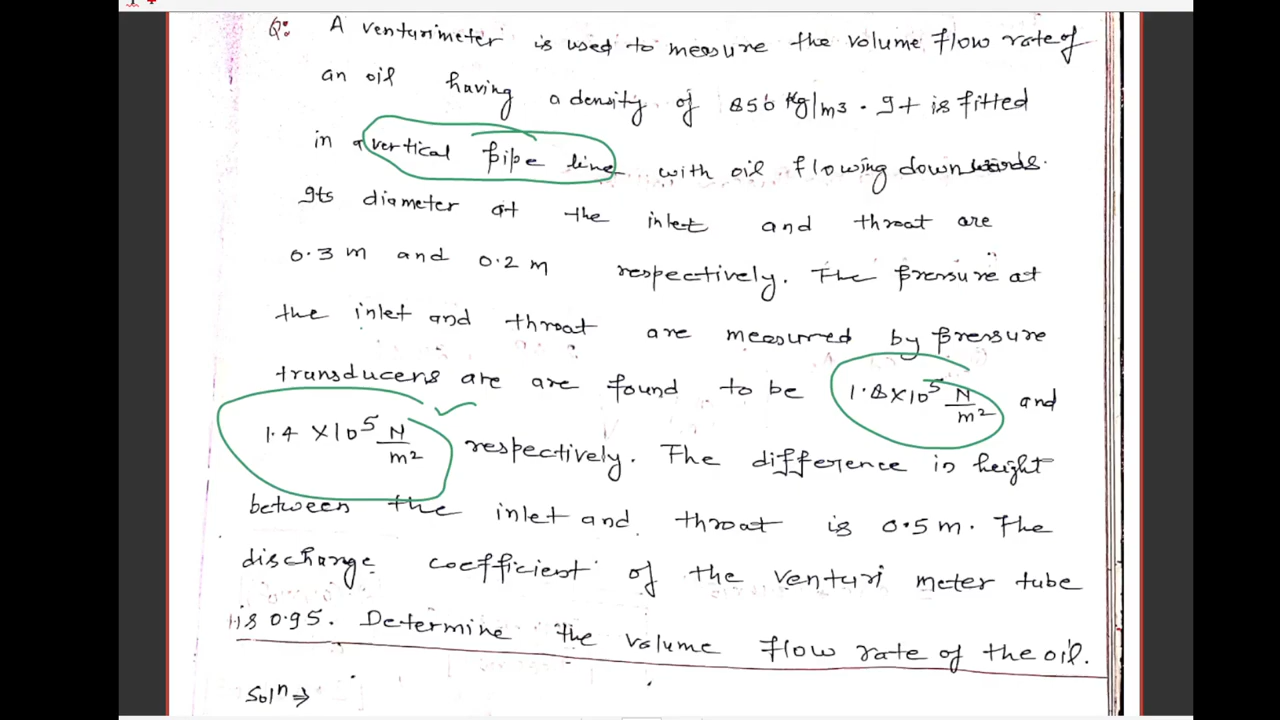 Q: A venturimeter is used to measure the volume flow rate of
an oil having a density of 850 Kg/m3. It is fitted
in a vertical pipe line with oil flowing downwards.
Its diameter at the inlet and throat are
0.3 m and 0.2 m respectively. The pressure at
the inlet and throat are measured by pressure
transducers are are found to be 1.8×10^5 N/m2 and
1.4 ×10^5 N/m2 respectively. The difference in height
between the inlet and throat is 0.5 m. The
discharge coefficient of the venturi meter tube
is 0.95. Determine the volume flow rate of the oil.
Sol^n ⇒